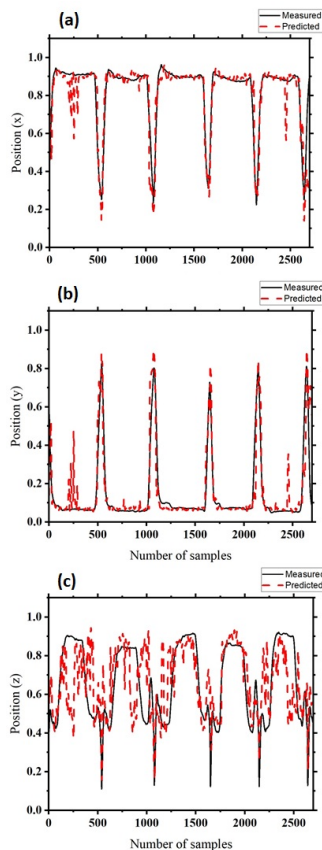 (a)
Measured
Predicted
Position (x)
1.0
0.8
0.6
0.4
0.2
0.0
0 500 1000 1500 2000 2500
(b)
Measured
Predicted
Position (y)
1.0
0.8
0.6
0.4
0.2
0.0
0 500 1000 1500 2000 2500
Number of samples
(c)
Measured
Predicted
Position (z)
1.0
0.8
0.6
0.4
0.2
0.0
0 500 1000 1500 2000 2500
Number of samples